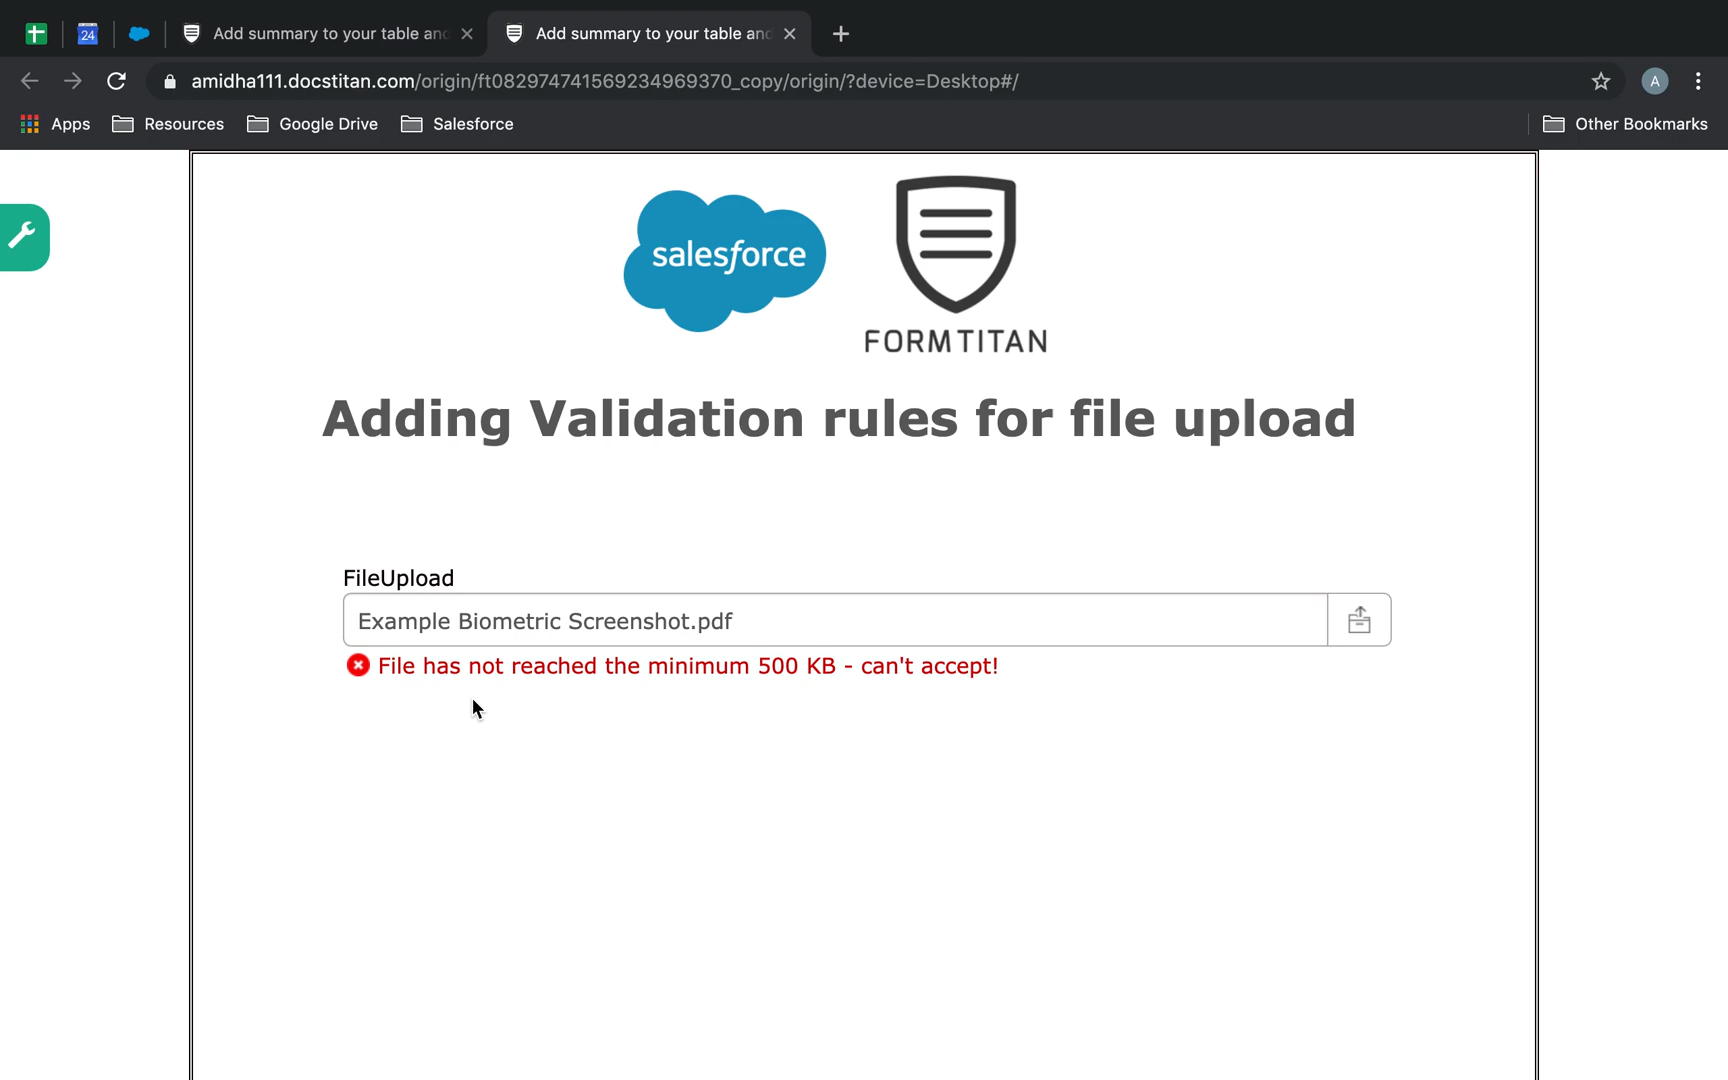 24
Add summary to your table and
Add summary to your table and
amidha111.docstitan.com/origin/ft082974741569234969370_copy/origin/?device=Desktop#/
A
Apps
Resources
Google Drive
Salesforce
Other Bookmarks
salesforce
FORMTITAN
Adding Validation rules for file upload
FileUpload
Example Biometric Screenshot.pdf
File has not reached the minimum 500 KB - can't accept!